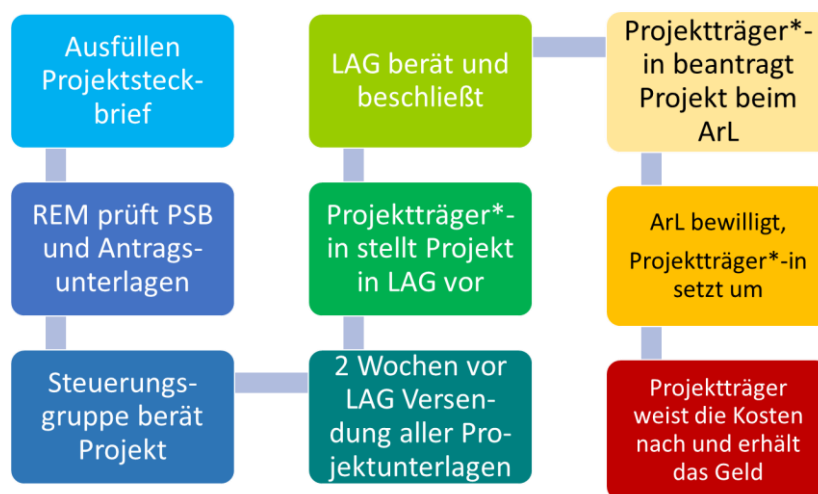 Ausfüllen
Projektsteck-
brief
REM prüft PSB
und Antrags-
unterlagen
Steuerungs-
gruppe berät
Projekt
2 Wochen vor
LAG Versen-
dung aller Pro-
jektunterlagen
Projektträger*-
in stellt Projekt
in LAG vor
LAG berät und
beschließt
Projektträger*-
in beantragt
Projekt beim
ArL
ArL bewilligt,
Projektträger*-in
setzt um
Projektträger
weist die Kosten
nach und erhält
das Geld